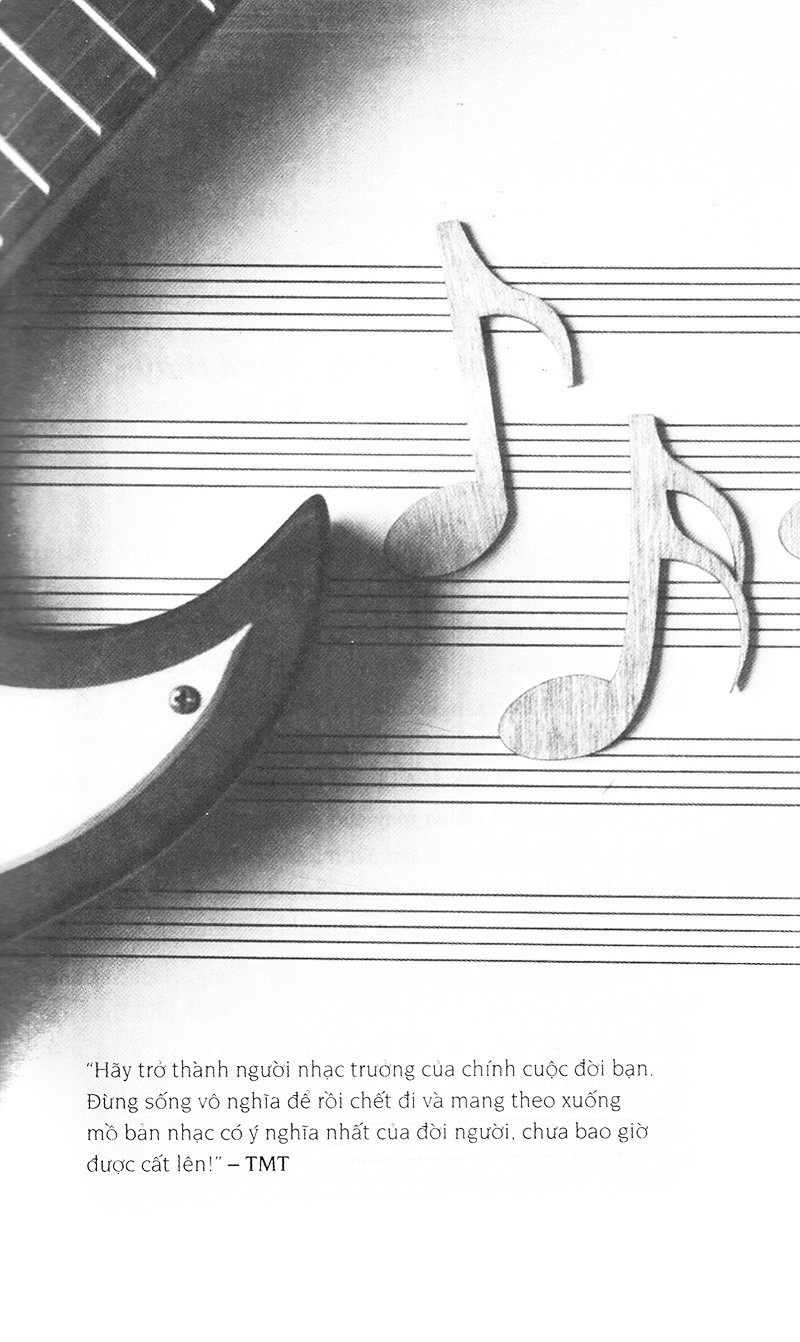 “Hãy trở thành người nhạc trưởng của chính cuộc đời bạn.
Đừng sống vô nghĩa để rồi chết đi và mang theo xuống
mồ bản nhạc có ý nghĩa nhất của đời người, chưa bao giờ
được cất lên!” – TMT